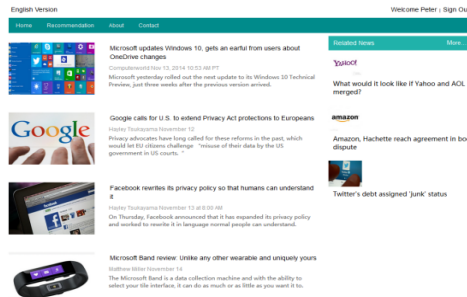 English Version
Welcome Peter : Sign Ou
Home Recommendation About Contact
Microsoft updates Windows 10, gets an earful from users about
OneDrive changes
Computerworld Nov 13, 2014 10:53 AM PT
Microsoft yesterday rolled out the next update to its Windows 10 Technical
Preview, just three weeks after the previous version arrived.
Google
Google calls for U.S. to extend Privacy Act protections to Europeans
Hayley Tsukayama November 12
Privacy advocates have long called for these reforms in the past, which
would let EU citizens challenge "misuse of their data by the US
government in US courts. "
facebook
Facebook rewrites its privacy policy so that humans can understand
it
Hayley Tsukayama November 13 at 8:09 AM
On Thursday, Facebook announced that it has expanded its privacy policy
and worked to rewrite it in language normal people can understand.
Microsoft Band review: Unlike any other wearable and uniquely yours
Matthew Miller November 14
The Microsoft Band is a data collection machine and with the ability to
select your tile interface, it can do as much or as little as you want it to.
Related News More...
YAHOO!
What would it look like if Yahoo and AOL
merged?
amazon
Amazon, Hachette reach agreement in boo
dispute
Twitter's debt assigned 'junk' status